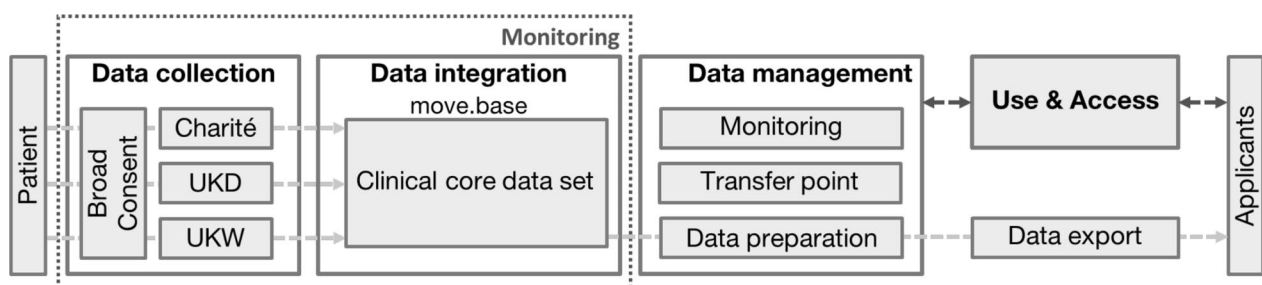 Monitoring
Patient
Data collection
Broad
Consent
Charité
UKD
UKW
Data integration
move.base
Clinical core data set
Data management
Monitoring
Transfer point
Data preparation
Use & Access
Data export
Applicants